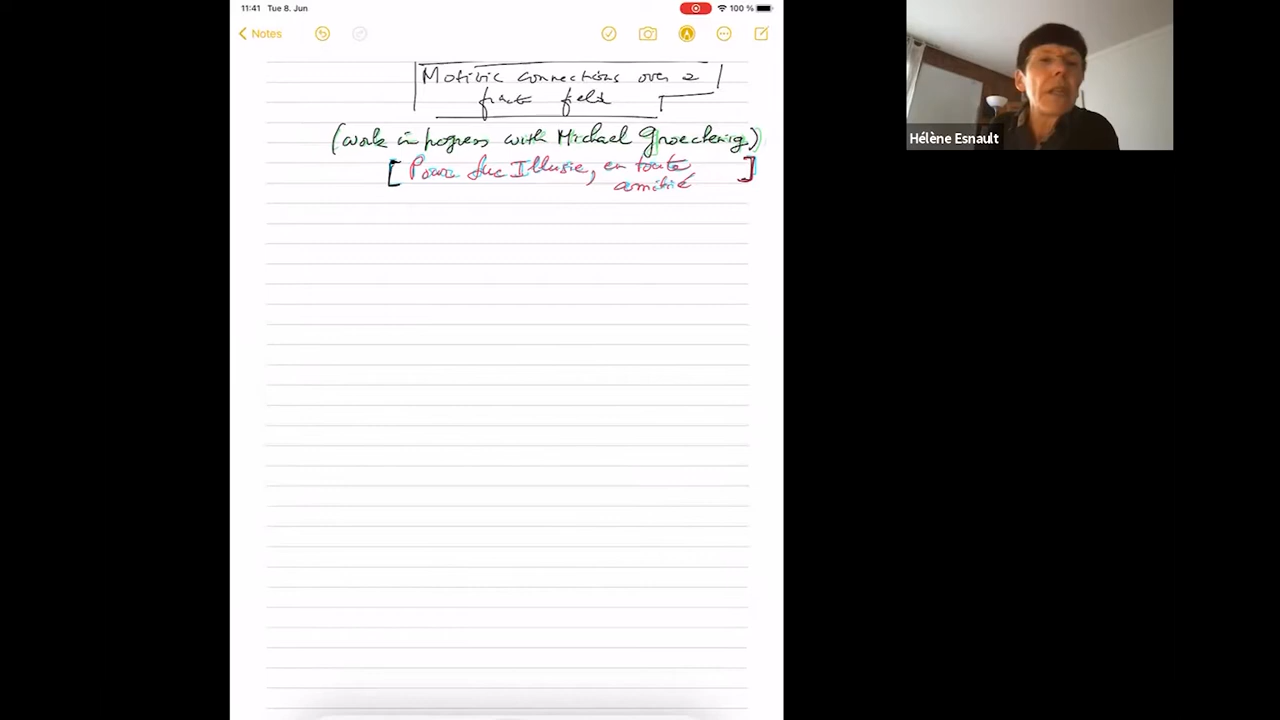 11:41 Tue 8. Jun 100 %
Notes
Motivic connections over a
finite field
(work in progress with Michael Groechenig)
[Pour Luc Illusie, en toute
amitié]
Hélène Esnault